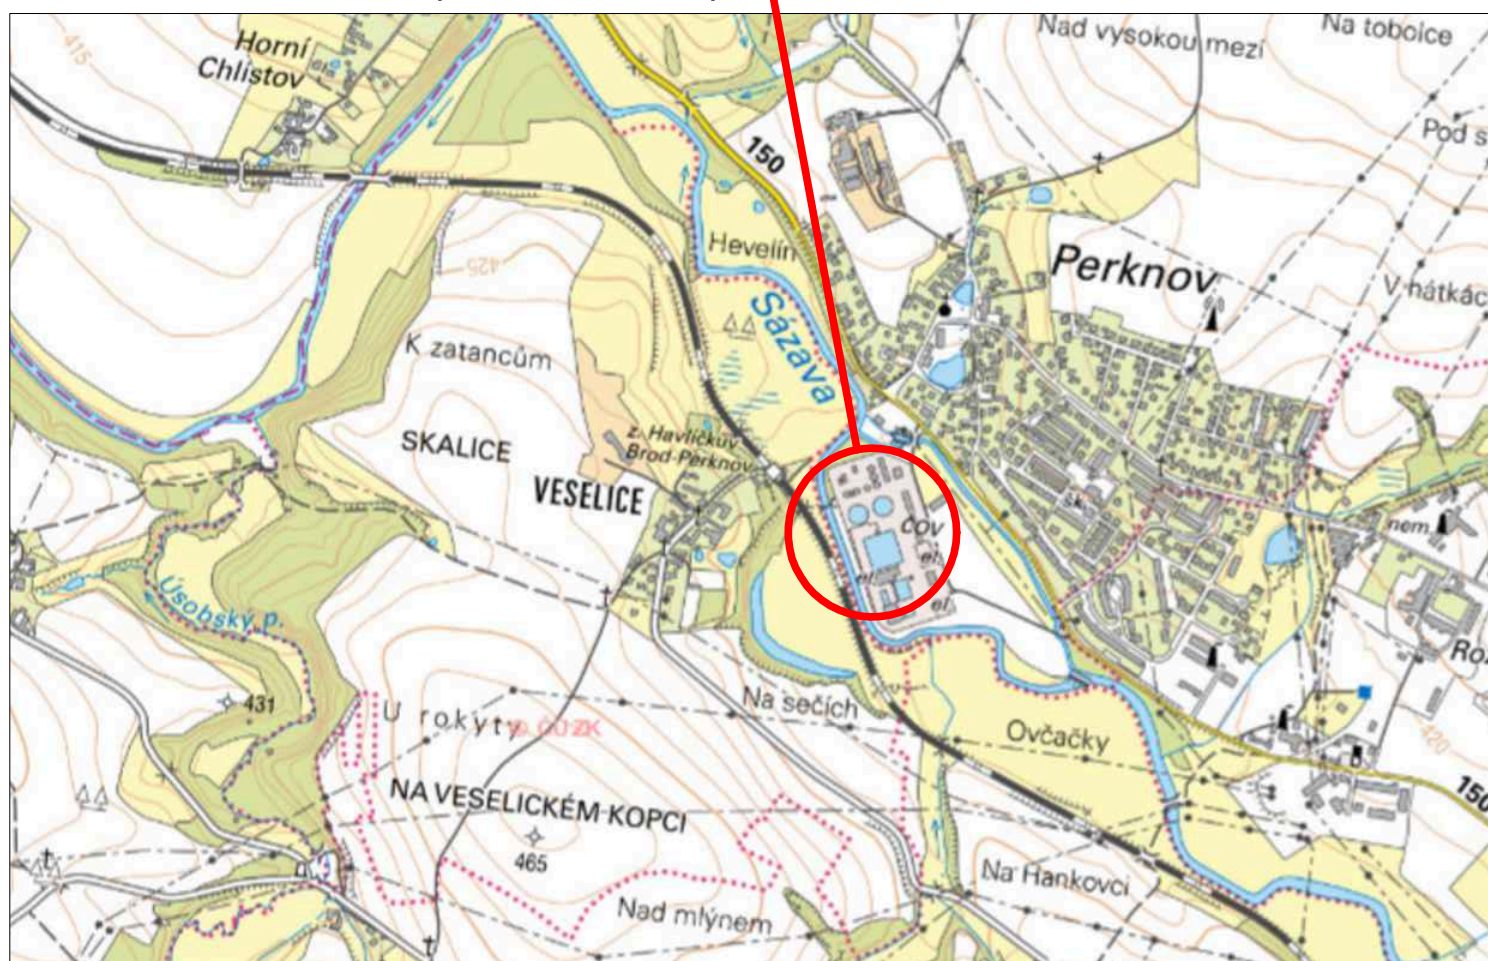 415
Horní
Chlístov
Nad vysokou mezí
Na tobolce
Pod s
150
Hevelín
Perknov
V hátkác
425
Sázava
K zatancům
SKALICE
z. Havlíčkův
Brod-Perknov
VESELICE
šk.
nem.
ČOV
el.
el.
el.
Úsobský p.
Ro
431
Na sečích
U rokyty
Ovčačky
420
NA VESELICKÉM KOPCI
150
465
Na Hankovci
Nad mlýnem